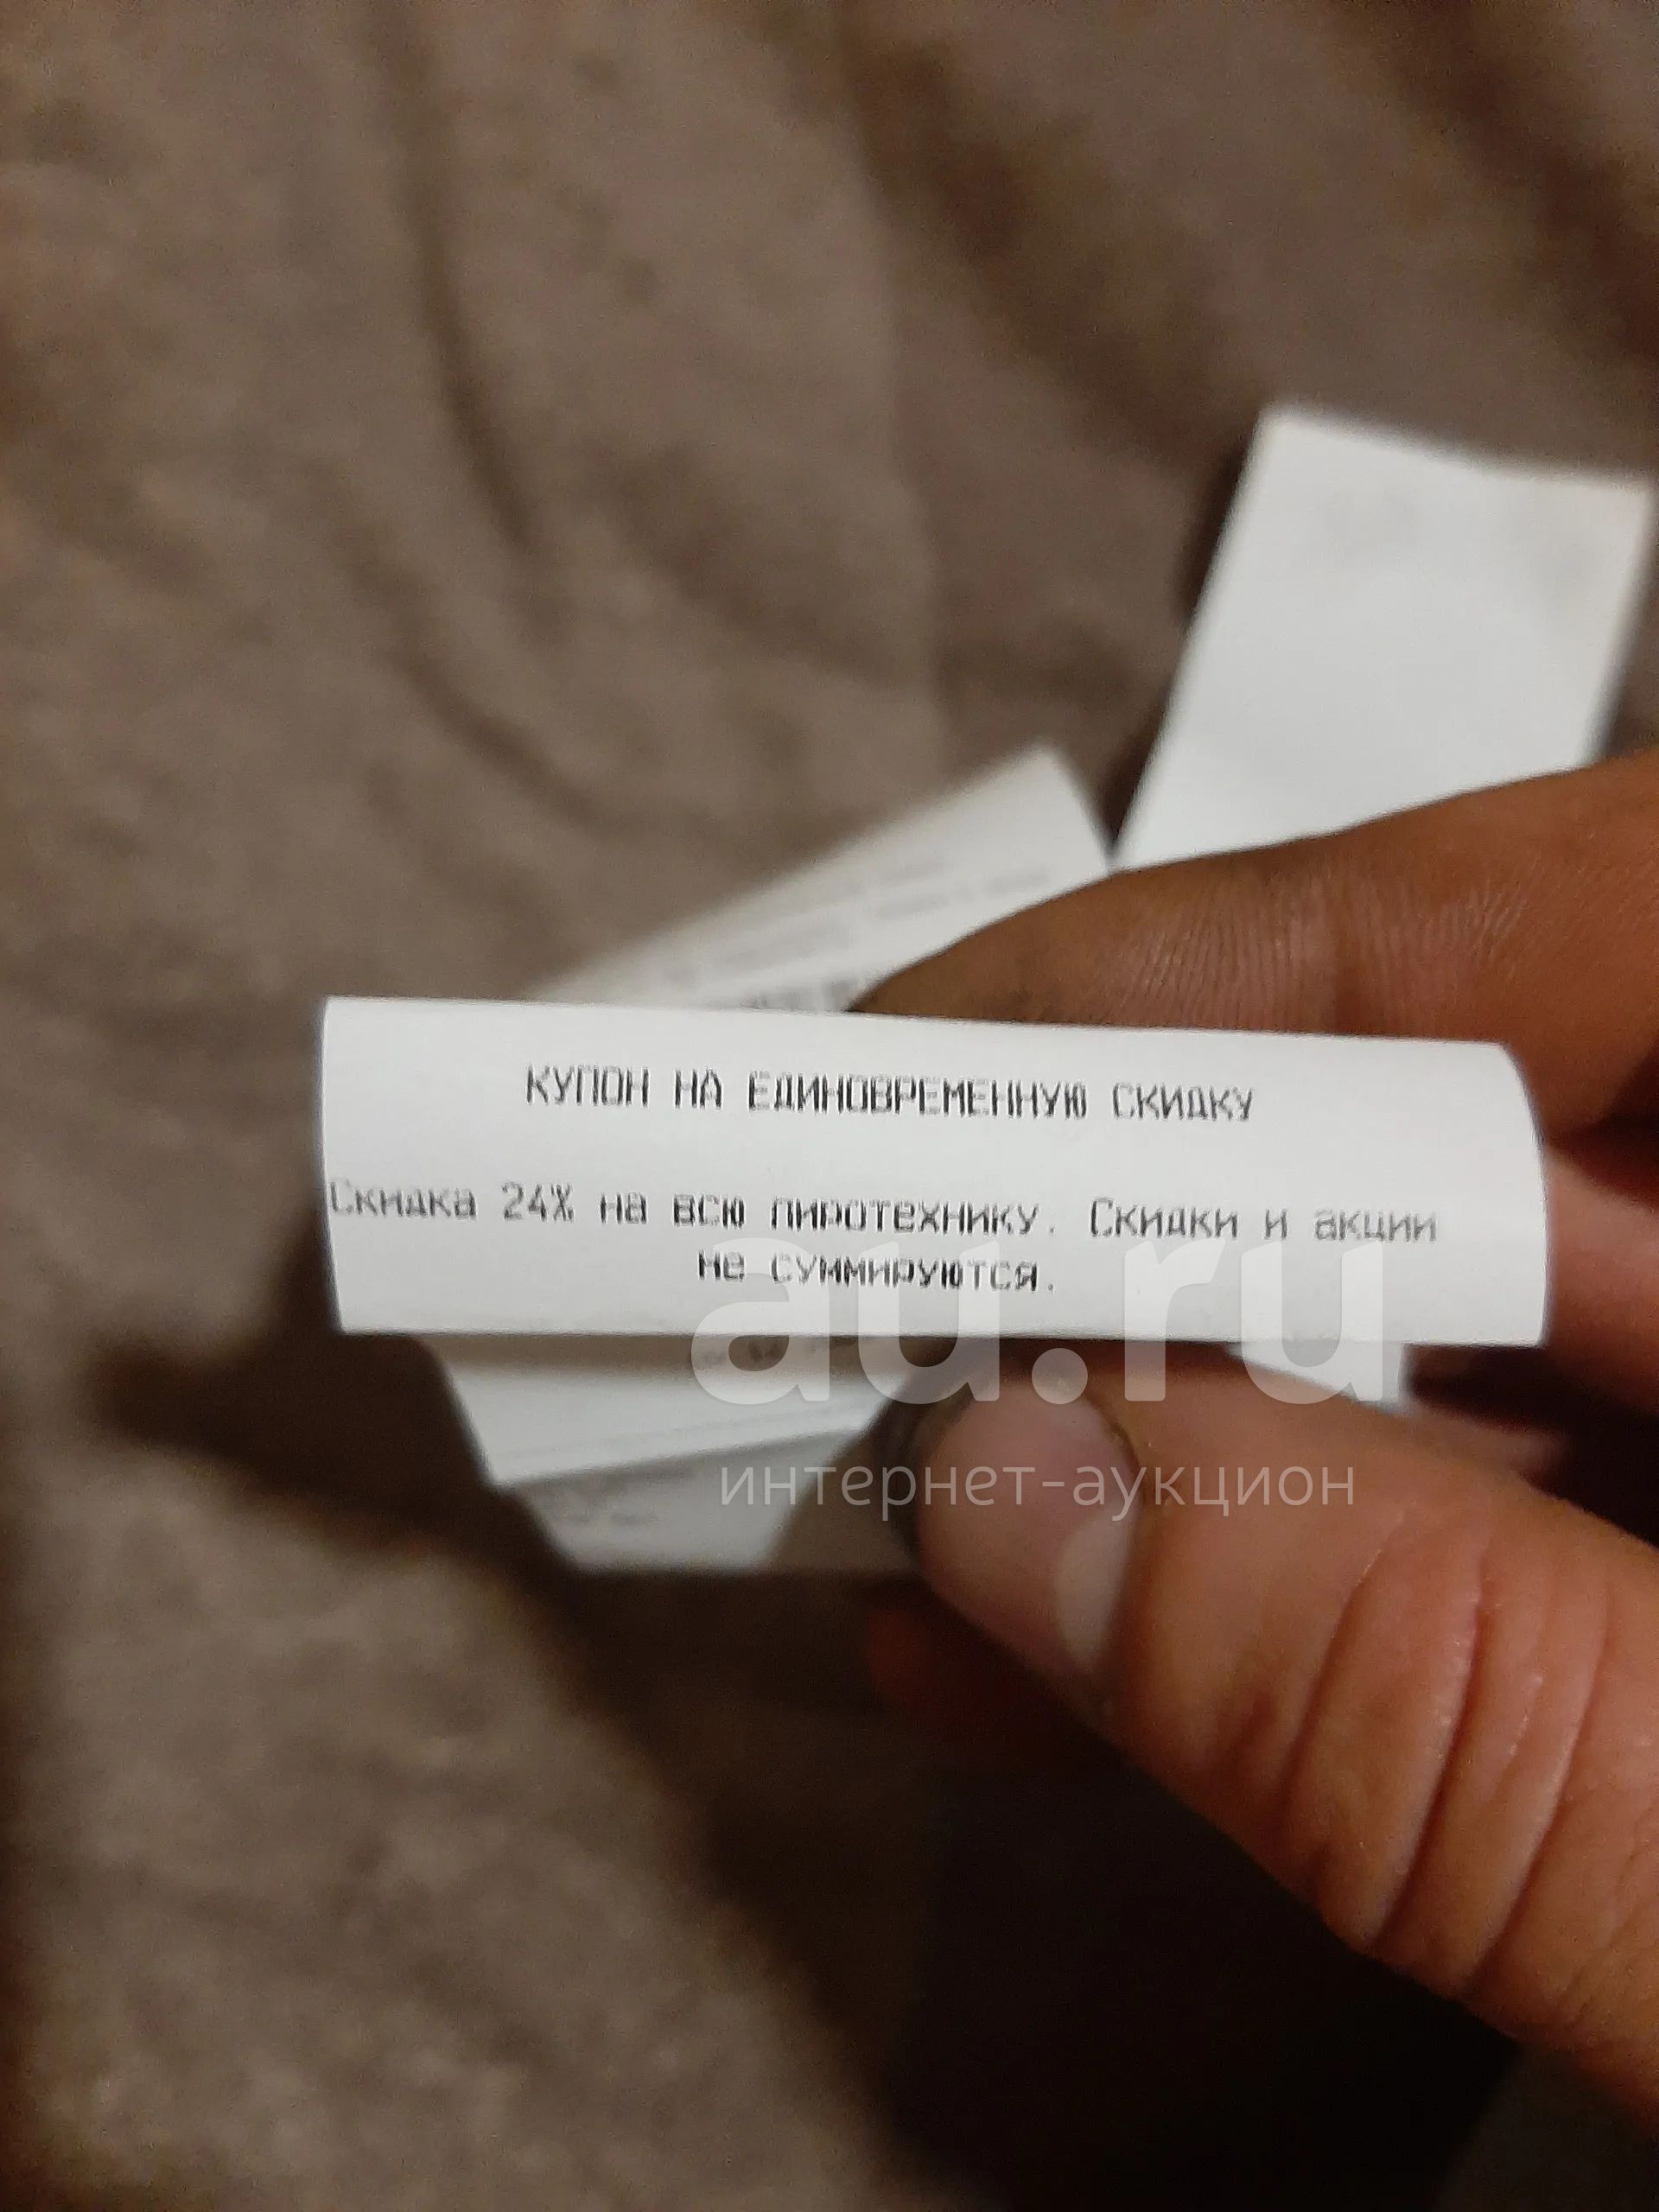 КУПОН НА ЕДИНОВРЕМЕННУЮ СКИДКУ
Скидка 24% на всю пиротехнику. Скидки и акции
не суммируются.
au.ru
интернет-аукцион